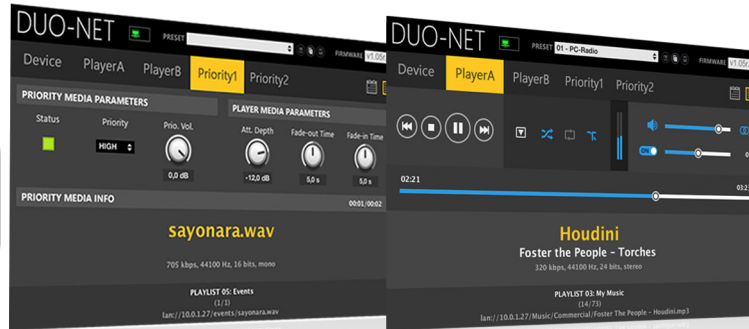 DUO-NET
PRESET
FIRMWARE v1.05r
Device PlayerA PlayerB Priority1 Priority2
PRIORITY MEDIA PARAMETERS
PLAYER MEDIA PARAMETERS
Status Priority Prio. Vol.
Att. Depth Fade-out Time Fade-in Time
HIGH
0,0 dB
-12,0 dB 5,0 s 5,0 s
PRIORITY MEDIA INFO
00:01/00:02
sayonara.wav
705 kbps, 44100 Hz, 16 bits, mono
PLAYLIST 05: Events
(1/1)
lan://10.0.1.27/events/sayonara.wav
DUO-NET
PRESET 01 - PC-Radio
FIRMWARE v1.05r
Device PlayerA PlayerB Priority1 Priority2
ON
02:21
03:2
Houdini
Foster the People - Torches
320 kbps, 44100 Hz, 24 bits, stereo
PLAYLIST 03: My Music
(14/73)
lan://10.0.1.27/Music/Commercial/Foster The People - Houdini.mp3